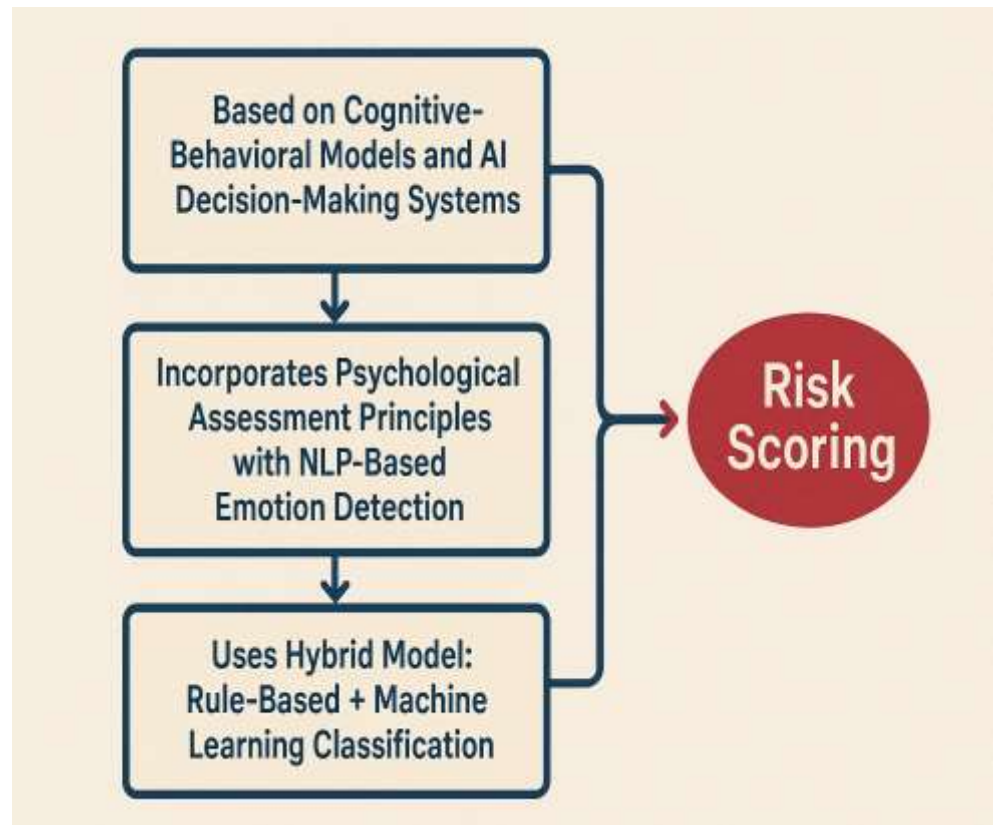 Based on Cognitive-
Behavioral Models and AI
Decision-Making Systems
Incorporates Psychological
Assessment Principles
with NLP-Based
Emotion Detection
Uses Hybrid Model:
Rule-Based + Machine
Learning Classification
Risk
Scoring